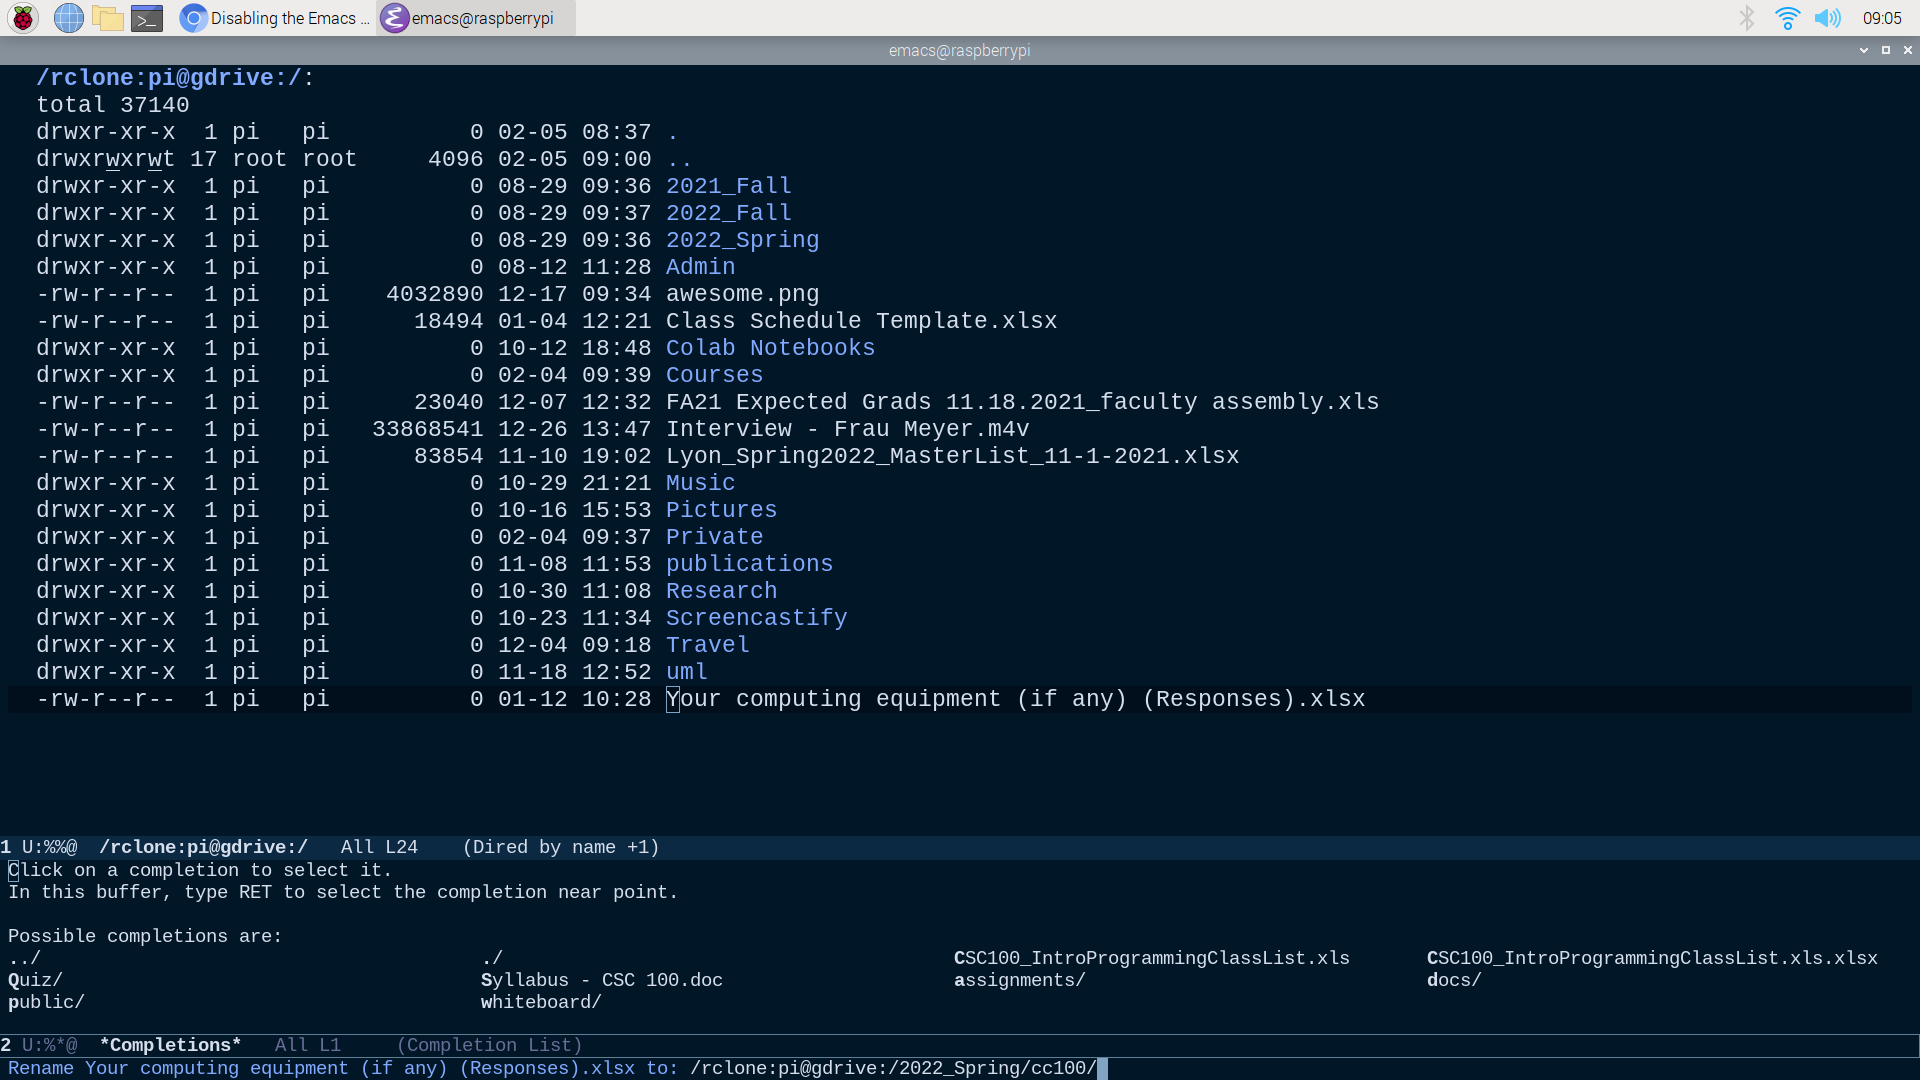 Disabling the Emacs ... emacs@raspberrypi 09:05
emacs@raspberrypi
/rclone:pi@gdrive:/:
total 37140
drwxr-xr-x 1 pi pi 0 02-05 08:37 .
drwxrwxrwt 17 root root 4096 02-05 09:00 ..
drwxr-xr-x 1 pi pi 0 08-29 09:36 2021_Fall
drwxr-xr-x 1 pi pi 0 08-29 09:37 2022_Fall
drwxr-xr-x 1 pi pi 0 08-29 09:36 2022_Spring
drwxr-xr-x 1 pi pi 0 08-12 11:28 Admin
-rw-r--r-- 1 pi pi 4032890 12-17 09:34 awesome.png
-rw-r--r-- 1 pi pi 18494 01-04 12:21 Class Schedule Template.xlsx
drwxr-xr-x 1 pi pi 0 10-12 18:48 Colab Notebooks
drwxr-xr-x 1 pi pi 0 02-04 09:39 Courses
-rw-r--r-- 1 pi pi 23040 12-07 12:32 FA21 Expected Grads 11.18.2021_faculty assembly.xls
-rw-r--r-- 1 pi pi 33868541 12-26 13:47 Interview - Frau Meyer.m4v
-rw-r--r-- 1 pi pi 83854 11-10 19:02 Lyon_Spring2022_MasterList_11-1-2021.xlsx
drwxr-xr-x 1 pi pi 0 10-29 21:21 Music
drwxr-xr-x 1 pi pi 0 10-16 15:53 Pictures
drwxr-xr-x 1 pi pi 0 02-04 09:37 Private
drwxr-xr-x 1 pi pi 0 11-08 11:53 publications
drwxr-xr-x 1 pi pi 0 10-30 11:08 Research
drwxr-xr-x 1 pi pi 0 10-23 11:34 Screencastify
drwxr-xr-x 1 pi pi 0 12-04 09:18 Travel
drwxr-xr-x 1 pi pi 0 11-18 12:52 uml
-rw-r--r-- 1 pi pi 0 01-12 10:28 Your computing equipment (if any) (Responses).xlsx
1 U:%%@ /rclone:pi@gdrive:/ All L24 (Dired by name +1)
Click on a completion to select it.
In this buffer, type RET to select the completion near point.
Possible completions are:
../ ./ CSC100_IntroProgrammingClassList.xls CSC100_IntroProgrammingClassList.xls.xlsx
Quiz/ Syllabus - CSC 100.doc assignments/ docs/
public/ whiteboard/
2 U:%*@ *Completions* All L1 (Completion List)
Rename Your computing equipment (if any) (Responses).xlsx to: /rclone:pi@gdrive:/2022_Spring/cc100/